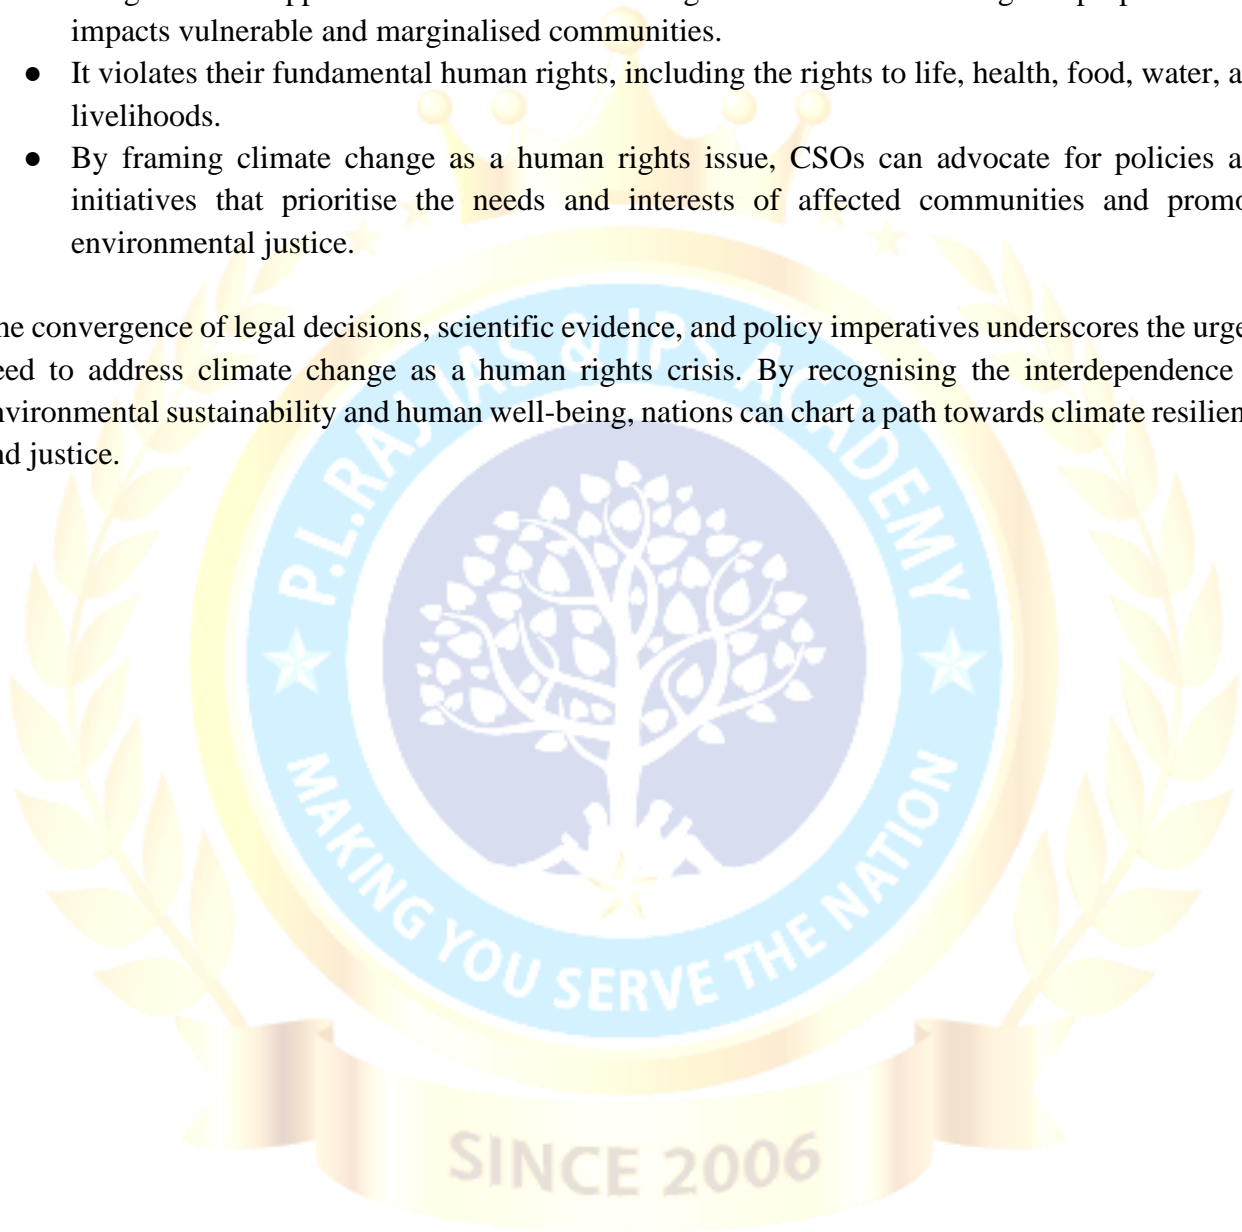 impacts vulnerable and marginalised communities.
● It violates their fundamental human rights, including the rights to life, health, food, water, a
livelihoods.
● By framing climate change as a human rights issue, CSOs can advocate for policies a
initiatives that prioritise the needs and interests of affected communities and promo
environmental justice.
he convergence of legal decisions, scientific evidence, and policy imperatives underscores the urge
eed to address climate change as a human rights crisis. By recognising the interdependence
nvironmental sustainability and human well-being, nations can chart a path towards climate resilien
nd justice.
P.L.RAJ IAS & IPS ACADEMY
MAKING YOU SERVE THE NATION
SINCE 2006